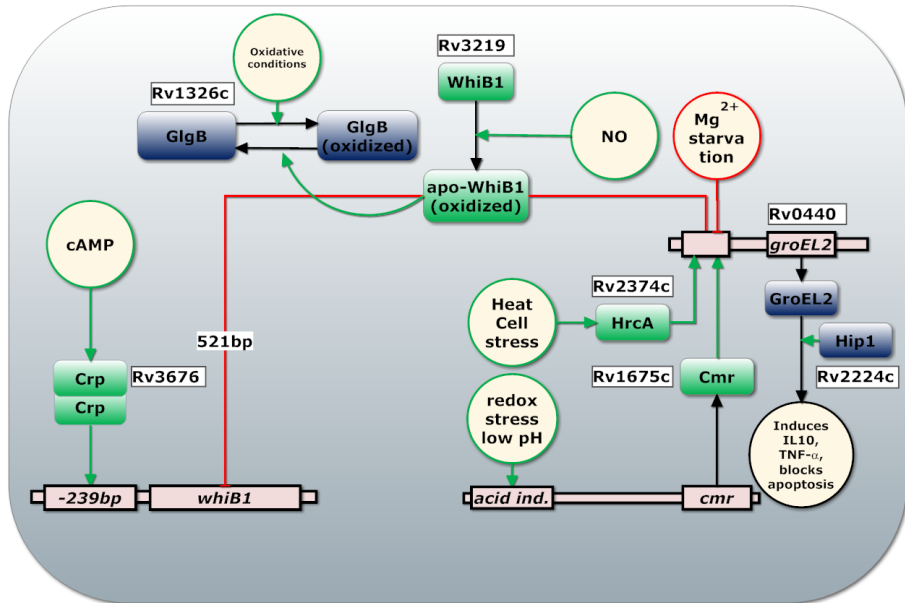 Oxidative
conditions
Rv3219
WhiB1
Rv1326c
GlgB
GlgB
(oxidized)
NO
Mg2+
starva
tion
apo-WhiB1
(oxidized)
Rv0440
groEL2
cAMP
Rv2374c
GroEL2
Heat
Cell
stress
HrcA
521bp
Hip1
Crp
Rv3676
Crp
Rv1675c
Cmr
Rv2224c
redox
stress
low pH
Induces
IL10,
TNF-α,
blocks
apoptosis
-239bp
whiB1
acid ind.
cmr